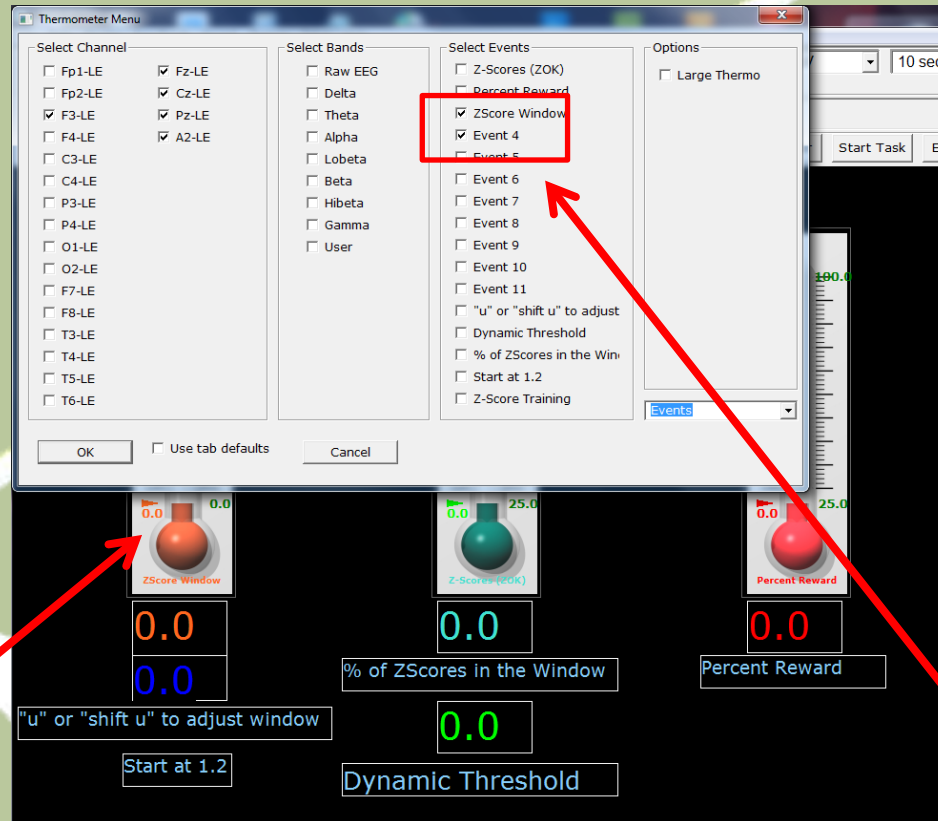 Thermometer Menu
Select Channel
Fp1-LE
Fp2-LE
F3-LE
F4-LE
C3-LE
C4-LE
P3-LE
P4-LE
O1-LE
O2-LE
F7-LE
F8-LE
T3-LE
T4-LE
T5-LE
T6-LE
Fz-LE
Cz-LE
Pz-LE
A2-LE
Select Bands
Raw EEG
Delta
Theta
Alpha
Lobeta
Beta
Hibeta
Gamma
User
Select Events
Z-Scores (ZOK)
Percent Reward
ZScore Window
Event 4
Event 5
Event 6
Event 7
Event 8
Event 9
Event 10
Event 11
"u" or "shift u" to adjust
Dynamic Threshold
% of ZScores in the Win
Start at 1.2
Z-Score Training
Options
Large Thermo
Events
OK
Use tab defaults
Cancel
10 sec
Start Task
E
100.0
0.0
0.0
ZScore Window
0.0
0.0
"u" or "shift u" to adjust window
Start at 1.2
0.0
25.0
Z-Scores (ZOK)
0.0
% of ZScores in the Window
0.0
Dynamic Threshold
0.0
25.0
Percent Reward
0.0
Percent Reward